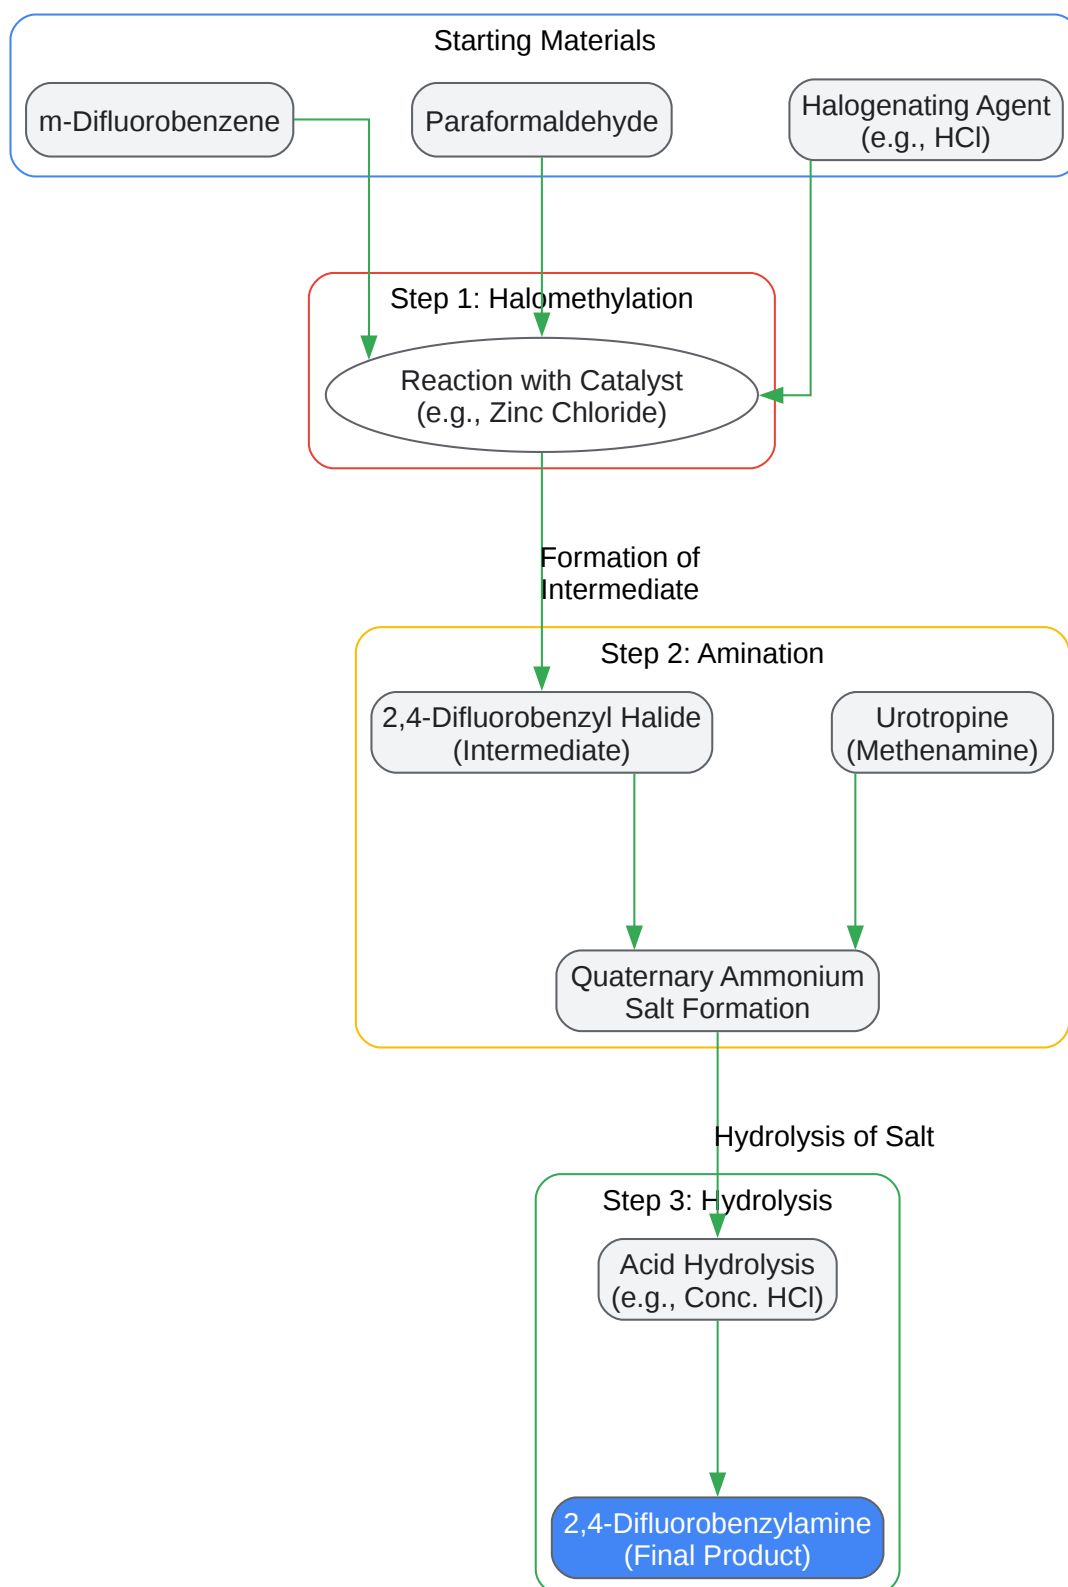 Starting Materials
m-Difluorobenzene
Paraformaldehyde
Halogenating Agent
(e.g., HCl)
Step 1: Halomethylation
Reaction with Catalyst
(e.g., Zinc Chloride)
Formation of
Intermediate
Step 2: Amination
2,4-Difluorobenzyl Halide
(Intermediate)
Urotropine
(Methenamine)
Quaternary Ammonium
Salt Formation
Hydrolysis of Salt
Step 3: Hydrolysis
Acid Hydrolysis
(e.g., Conc. HCl)
2,4-Difluorobenzylamine
(Final Product)